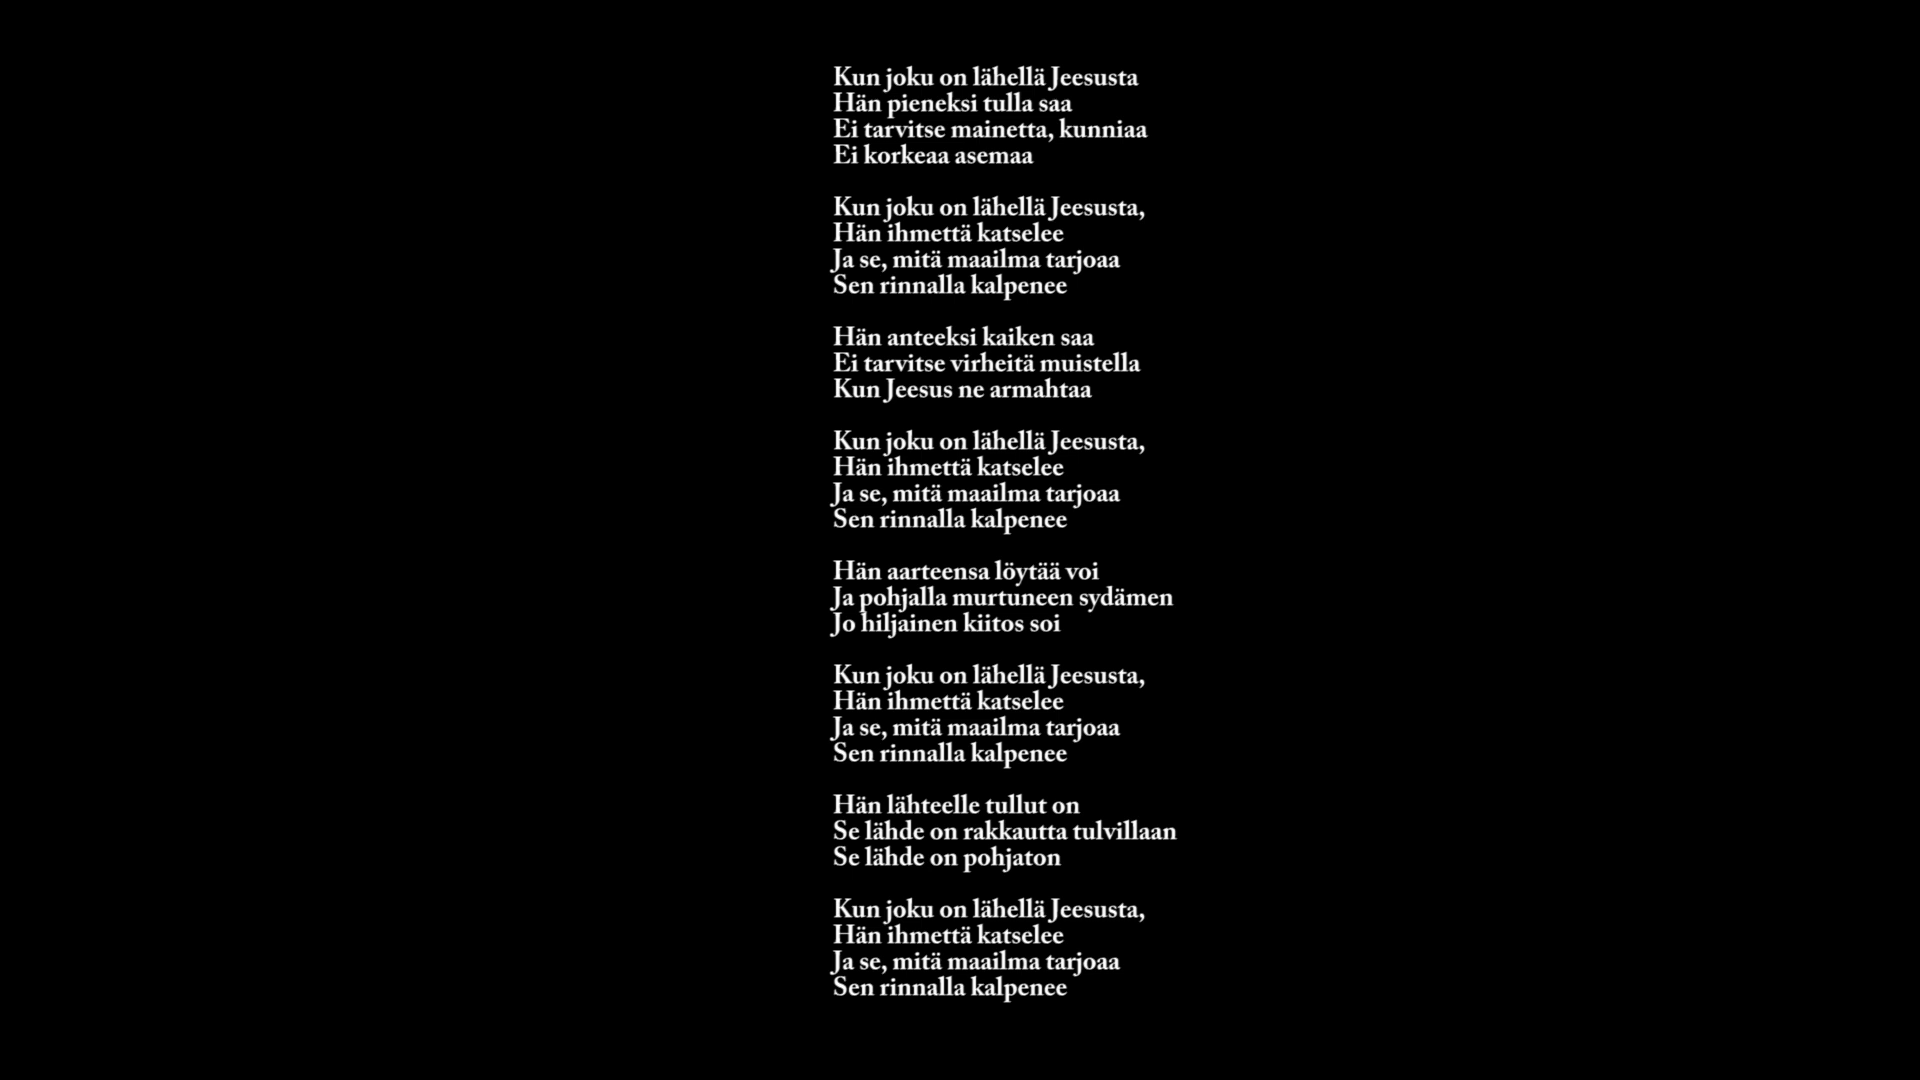 Kun joku on lähellä Jeesusta
Hän pieneksi tulla saa
Ei tarvitse mainetta, kunniaa
Ei korkeaa asemaa

Kun joku on lähellä Jeesusta,
Hän ihmettä katselee
Ja se, mitä maailma tarjoaa
Sen rinnalla kalpenee

Hän anteeksi kaiken saa
Ei tarvitse virheitä muistella
Kun Jeesus ne armahtaa

Kun joku on lähellä Jeesusta,
Hän ihmettä katselee
Ja se, mitä maailma tarjoaa
Sen rinnalla kalpenee

Hän aarteensa löytää voi
Ja pohjalla murtuneen sydämen
Jo hiljainen kiitos soi

Kun joku on lähellä Jeesusta,
Hän ihmettä katselee
Ja se, mitä maailma tarjoaa
Sen rinnalla kalpenee

Hän lähteelle tullut on
Se lähde on rakkautta tulvillaan
Se lähde on pohjaton

Kun joku on lähellä Jeesusta,
Hän ihmettä katselee
Ja se, mitä maailma tarjoaa
Sen rinnalla kalpenee